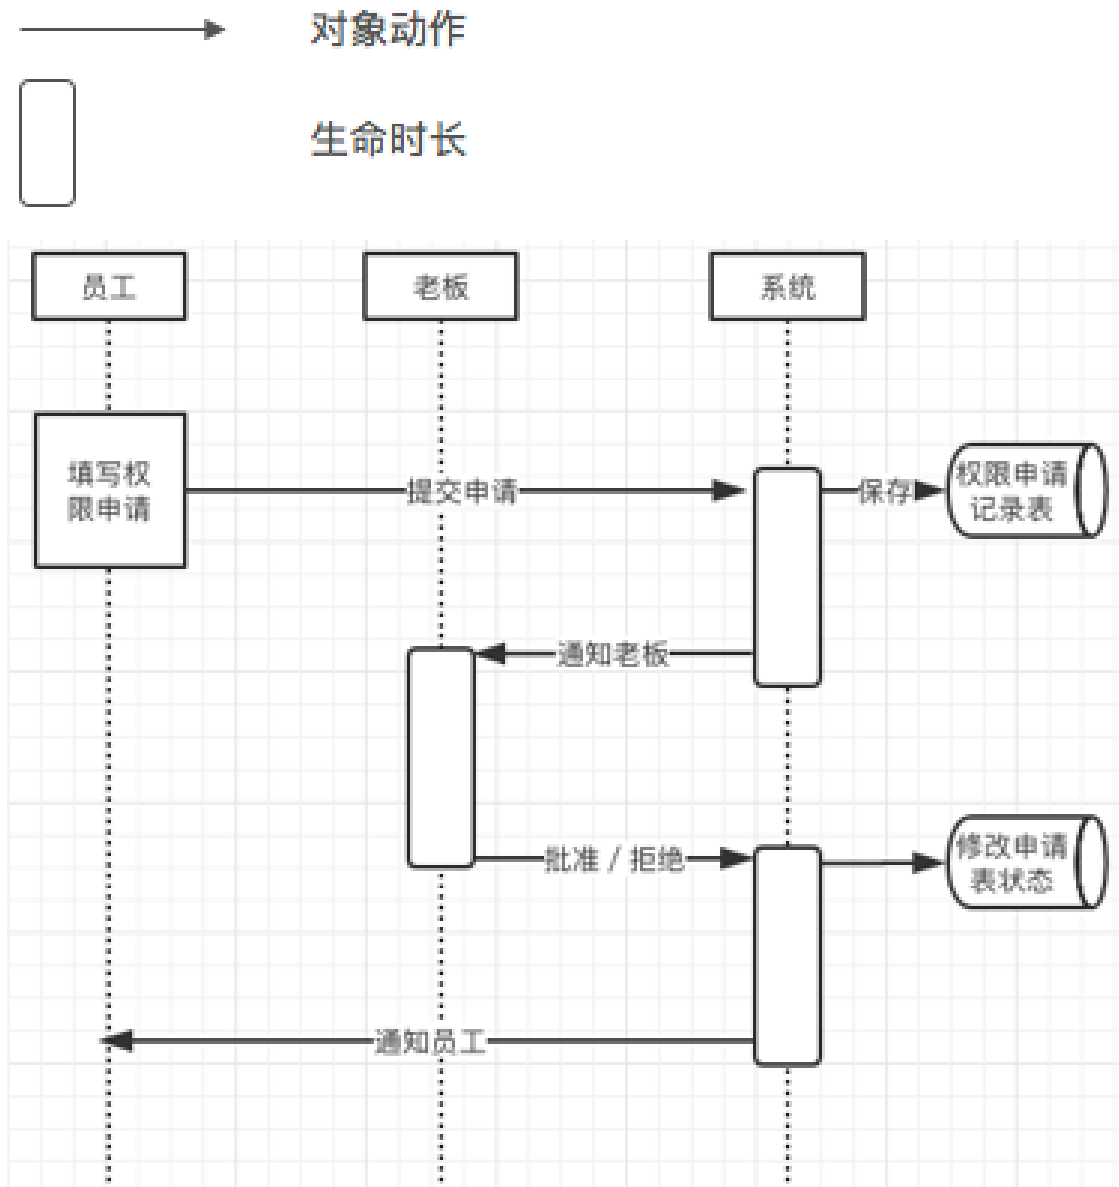 对象动作
生命时长
员工
老板
系统
填写权
限申请
提交申请
保存
权限申请
记录表
通知老板
批准 / 拒绝
修改申请
表状态
通知员工